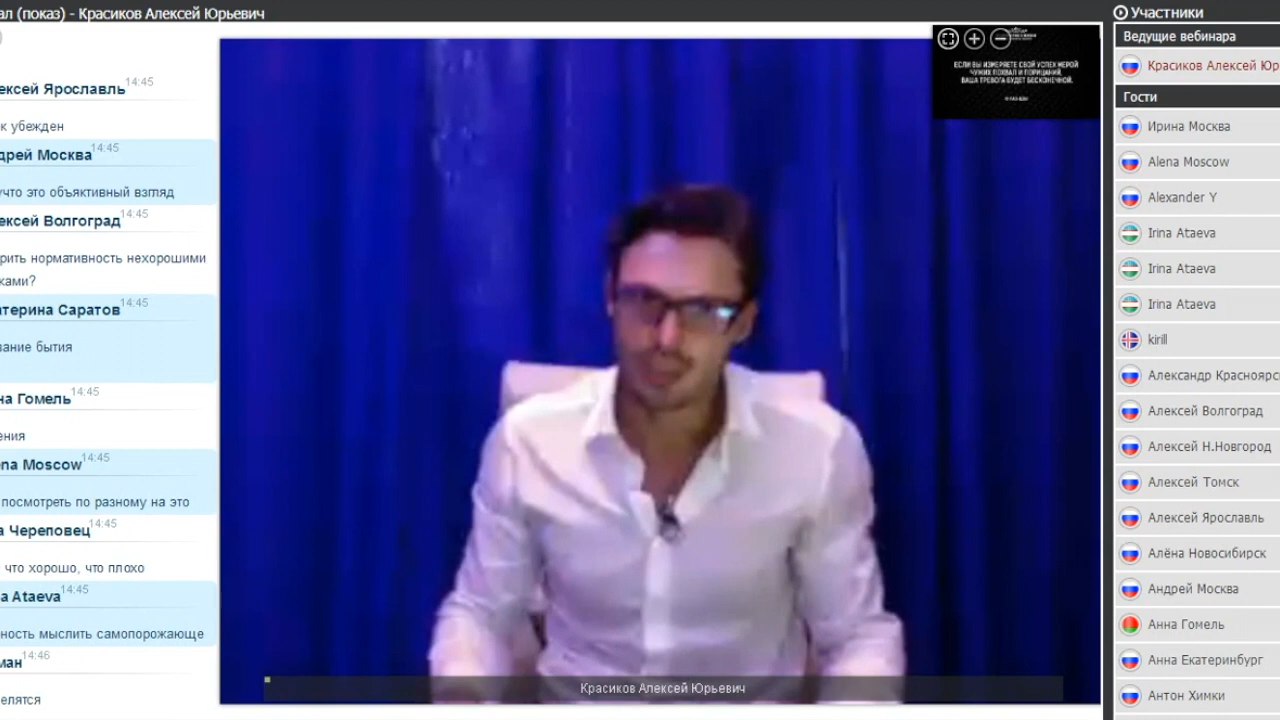 ал (показ) - Красиков Алексей Юрьевич
ексей Ярославль 14:45
к убежден
дрей Москва 14:45
что это объяктивный взгляд
ексей Волгоград 14:45
рить нормативность нехорошими
ками?
атерина Саратов 14:45
вание бытия
на Гомель 14:45
ения
ena Moscow 14:45
посмотреть по разному на это
а Череповец 14:45
что хорошо, что плохо
a Ataeva 14:45
ность мыслить самопорожающе
ман 14:46
елятся
ЕСЛИ ВЫ ИЗМЕРЯЕТЕ СВОЙ УСПЕХ МЕРОЙ
ЧУЖИХ ПОХВАЛ И ПОРИЦАНИЙ,
ВАША ТРЕВОГА БУДЕТ БЕСКОНЕЧНОЙ.
Красиков Алексей Юрьевич
Участники
Ведущие вебинара
Красиков Алексей Юр
Гости
Ирина Москва
Alena Moscow
Alexander Y
Irina Ataeva
Irina Ataeva
Irina Ataeva
kirill
Александр Красноярс
Алексей Волгоград
Алексей Н.Новгород
Алексей Томск
Алексей Ярославль
Алёна Новосибирск
Андрей Москва
Анна Гомель
Анна Екатеринбург
Антон Химки